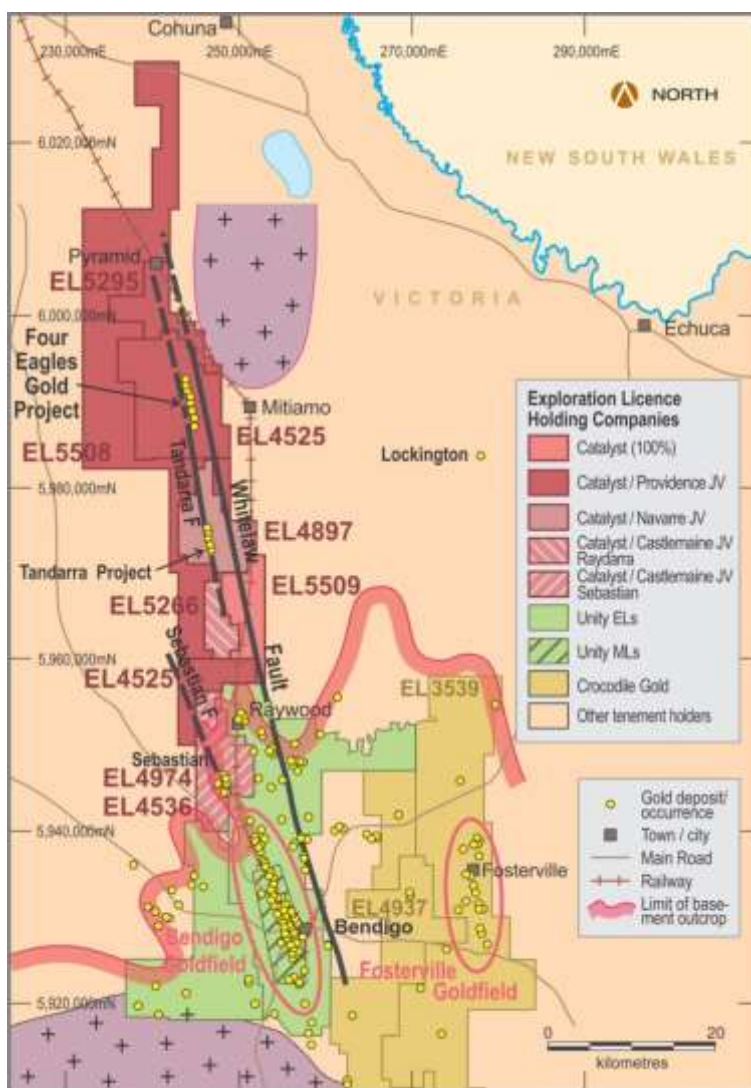 Cohuna
230,000mE
250,000mE
270,000mE
290,000mE
NORTH
6,020,000mN
NEW SOUTH WALES
Pyramid
EL5295
VICTORIA
6,000,000mN
Echuca
Four
Eagles
Gold
Project
Mitiamo
EL4525
EL5508
Lockington
5,980,000mN
Tandarra F
Whitelaw
Fault
EL4897
Tandarra Project
EL5509
EL5266
5,960,000mN
Sebastian F
EL4525
EL3539
Raywood
Sebastian
EL4974
EL4536
5,940,000mN
Fosterville
EL4937
Bendigo
Bendigo
Goldfield
Fosterville
Goldfield
5,920,000mN
Exploration Licence
Holding Companies
Catalyst (100%)
Catalyst / Providence JV
Catalyst / Navarre JV
Catalyst / Castlemaine JV
Raydarra
Catalyst / Castlemaine JV
Sebastian
Unity ELs
Unity MLs
Crocodile Gold
Other tenement holders
Gold deposit/
occurrence
Town / city
Main Road
Railway
Limit of base-
ment outcrop
0 20
kilometres